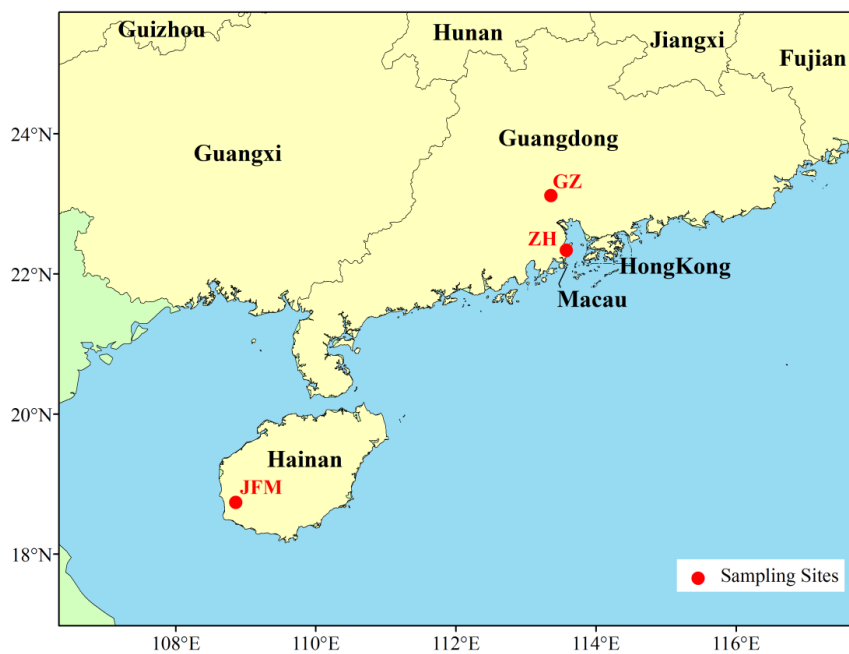 Guizhou
Hunan
Jiangxi
Fujian
24°N
Guangxi
Guangdong
GZ
ZH
22°N
HongKong
Macau
20°N
Hainan
JFM
18°N
Sampling Sites
108°E
110°E
112°E
114°E
116°E